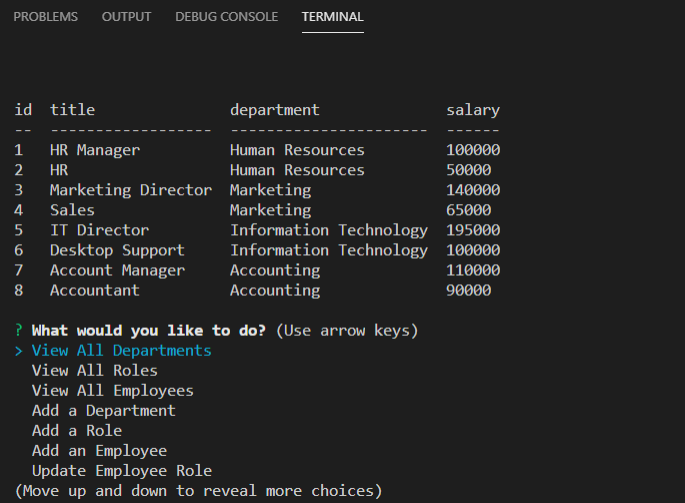 PROBLEMS OUTPUT DEBUG CONSOLE TERMINAL
id  title               department              salary
--  ------------------  ----------------------  ------
1   HR Manager          Human Resources         100000
2   HR                  Human Resources         50000
3   Marketing Director  Marketing               140000
4   Sales               Marketing               65000
5   IT Director         Information Technology  195000
6   Desktop Support     Information Technology  100000
7   Account Manager     Accounting              110000
8   Accountant          Accounting              90000
? What would you like to do? (Use arrow keys)
> View All Departments
  View All Roles
  View All Employees
  Add a Department
  Add a Role
  Add an Employee
  Update Employee Role
(Move up and down to reveal more choices)